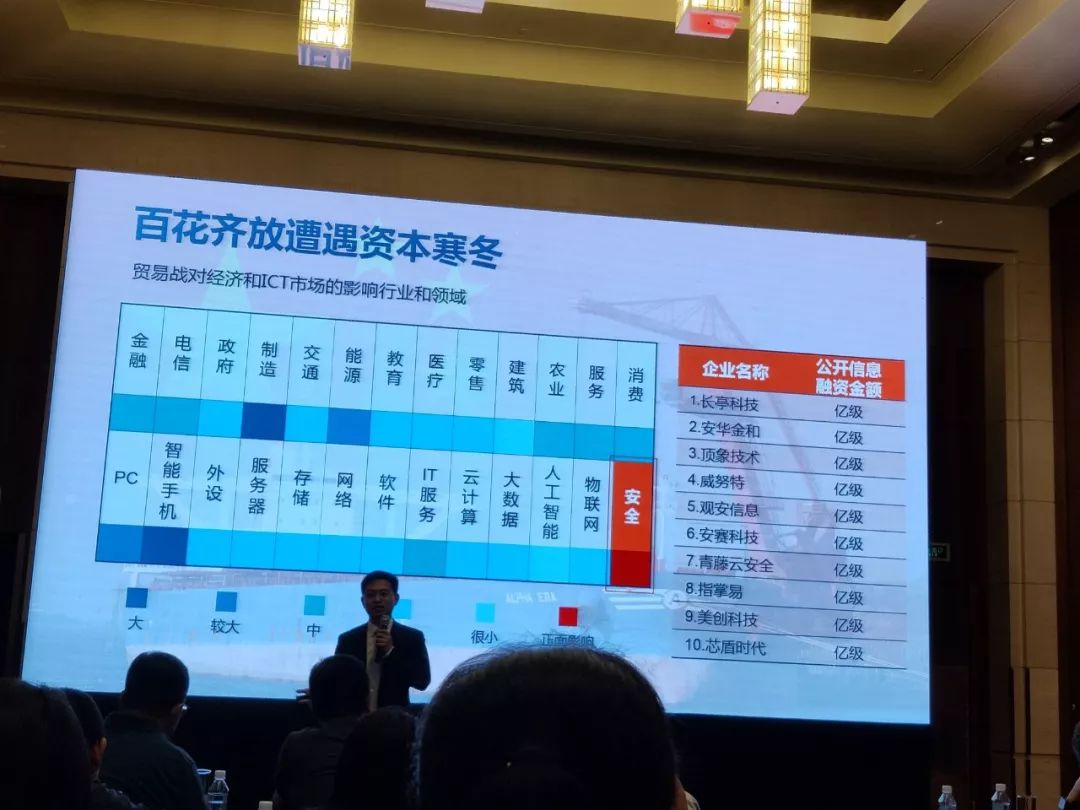 百花齐放遭遇资本寒冬
贸易战对经济和ICT市场的影响行业和领域
金融 电信 政府 制造 交通 能源 教育 医疗 零售 建筑 农业 服务 消费
PC 智能手机 外设 服务器 存储 网络 软件 IT服务 云计算 大数据 人工智能 物联网 安全
大 较大 中 很小 正面影响
企业名称 公开信息融资金额
1.长亭科技 亿级
2.安华金和 亿级
3.顶象技术 亿级
4.威努特 亿级
5.观安信息 亿级
6.安赛科技 亿级
7.青藤云安全 亿级
8.指掌易 亿级
9.美创科技 亿级
10.芯盾时代 亿级
ALPHA ERA